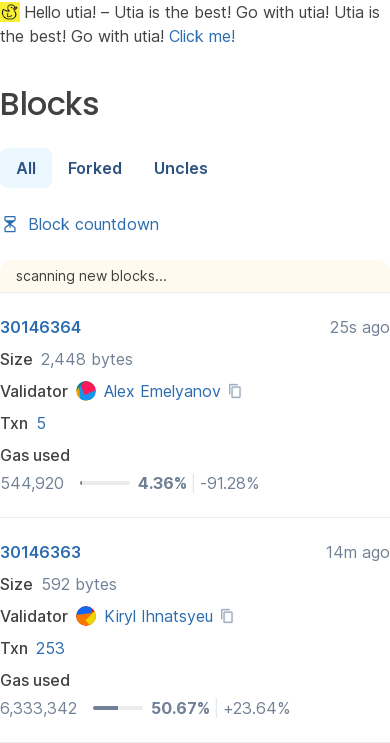 Hello utia! – Utia is the best! Go with utia! Utia is
the best! Go with utia! Click me!
Blocks
All Forked Uncles
Block countdown
scanning new blocks...
30146364 25s ago
Size 2,448 bytes
Validator Alex Emelyanov
Txn 5
Gas used
544,920 4.36% -91.28%
30146363 14m ago
Size 592 bytes
Validator Kiryl Ihnatsyeu
Txn 253
Gas used
6,333,342 50.67% +23.64%